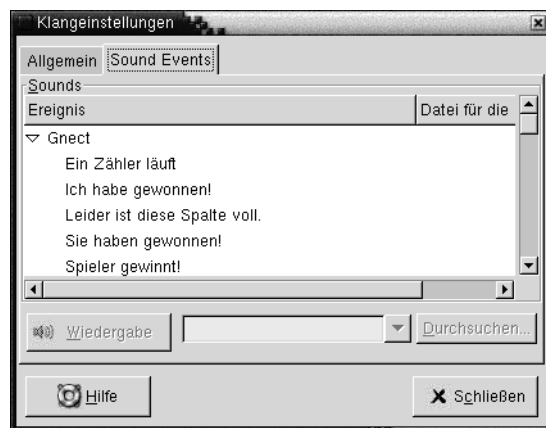 Klangeinstellungen
Allgemein Sound Events
Sounds
Ereignis Datei für die
Gnect
Ein Zähler läuft
Ich habe gewonnen!
Leider ist diese Spalte voll.
Sie haben gewonnen!
Spieler gewinnt!
Wiedergabe Durchsuchen...
Hilfe Schließen